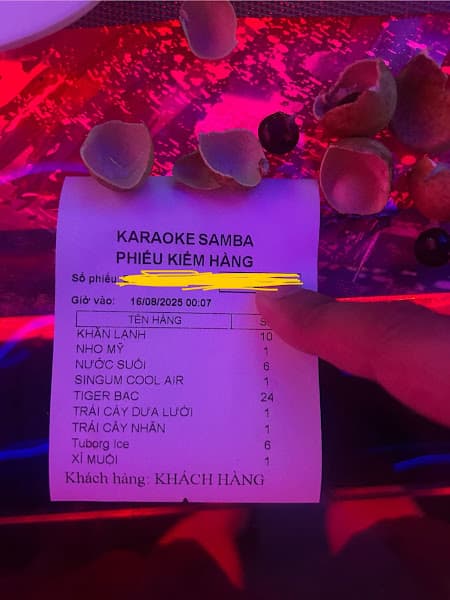 KARAOKE SAMBA
PHIẾU KIỂM HÀNG
Số phiếu:
Giờ vào: 16/08/2025 00:07
TÊN HÀNG
KHĂN LẠNH 10
NHO MỸ 1
NƯỚC SUỐI 6
SINGUM COOL AIR 1
TIGER BẠC 24
TRÁI CÂY DƯA LƯỚI 1
TRÁI CÂY NHÃN 1
Tuborg Ice 6
XÍ MUỘI 1
Khách hàng: KHÁCH HÀNG